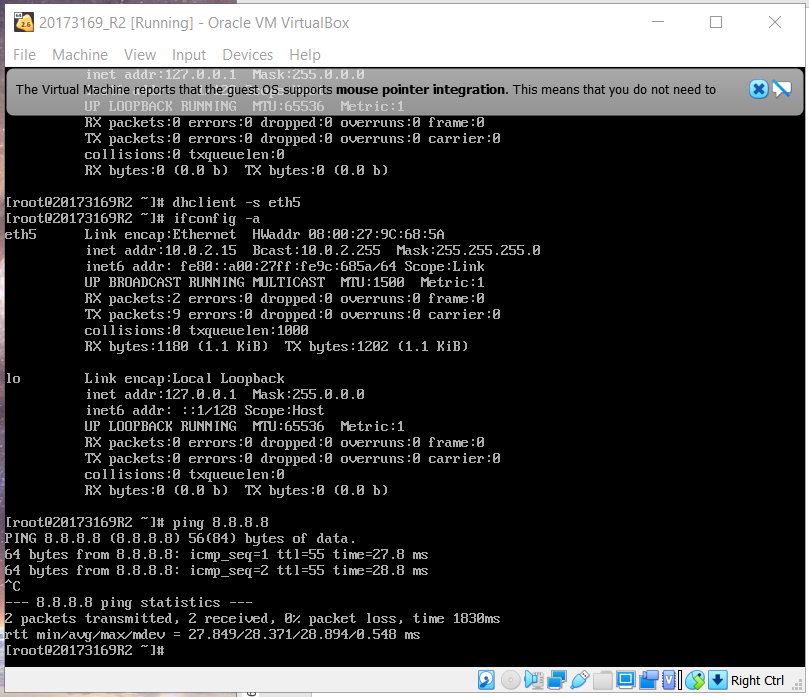 20173169_R2 [Running] - Oracle VM VirtualBox
File Machine View Input Devices Help
inet addr:127.0.0.1 Mask:255.0.0.0
The Virtual Machine reports that the guest OS supports mouse pointer integration. This means that you do not need to
UP LOOPBACK RUNNING MTU:65536 Metric:1
RX packets:0 errors:0 dropped:0 overruns:0 frame:0
TX packets:0 errors:0 dropped:0 overruns:0 carrier:0
collisions:0 txqueuelen:0
RX bytes:0 (0.0 b) TX bytes:0 (0.0 b)
[root@20173169R2 ~]# dhclient -s eth5
[root@20173169R2 ~]# ifconfig -a
eth5 Link encap:Ethernet HWaddr 08:00:27:9C:68:5A
inet addr:10.0.2.15 Bcast:10.0.2.255 Mask:255.255.255.0
inet6 addr: fe80::a00:27ff:fe9c:685a/64 Scope:Link
UP BROADCAST RUNNING MULTICAST MTU:1500 Metric:1
RX packets:2 errors:0 dropped:0 overruns:0 frame:0
TX packets:9 errors:0 dropped:0 overruns:0 carrier:0
collisions:0 txqueuelen:1000
RX bytes:1180 (1.1 KiB) TX bytes:1202 (1.1 KiB)
lo Link encap:Local Loopback
inet addr:127.0.0.1 Mask:255.0.0.0
inet6 addr: ::1/128 Scope:Host
UP LOOPBACK RUNNING MTU:65536 Metric:1
RX packets:0 errors:0 dropped:0 overruns:0 frame:0
TX packets:0 errors:0 dropped:0 overruns:0 carrier:0
collisions:0 txqueuelen:0
RX bytes:0 (0.0 b) TX bytes:0 (0.0 b)
[root@20173169R2 ~]# ping 8.8.8.8
PING 8.8.8.8 (8.8.8.8) 56(84) bytes of data.
64 bytes from 8.8.8.8: icmp_seq=1 ttl=55 time=27.8 ms
64 bytes from 8.8.8.8: icmp_seq=2 ttl=55 time=28.8 ms
^C
--- 8.8.8.8 ping statistics ---
2 packets transmitted, 2 received, 0% packet loss, time 1830ms
rtt min/avg/max/mdev = 27.849/28.371/28.894/0.548 ms
[root@20173169R2 ~]#
Right Ctrl